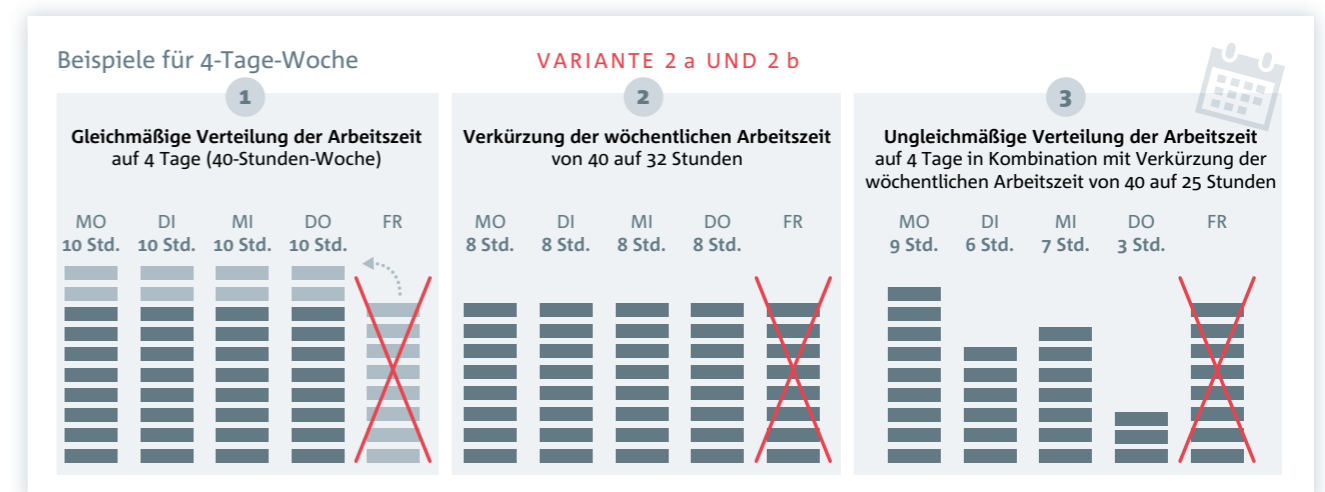 Beispiele für 4-Tage-Woche
VARIANTE 2 a UND 2 b
1
Gleichmäßige Verteilung der Arbeitszeit
auf 4 Tage (40-Stunden-Woche)
MO DI MI DO FR
10 Std. 10 Std. 10 Std. 10 Std.
2
Verkürzung der wöchentlichen Arbeitszeit
von 40 auf 32 Stunden
MO DI MI DO FR
8 Std. 8 Std. 8 Std. 8 Std.
3
Ungleichmäßige Verteilung der Arbeitszeit
auf 4 Tage in Kombination mit Verkürzung der
wöchentlichen Arbeitszeit von 40 auf 25 Stunden
MO DI MI DO FR
9 Std. 6 Std. 7 Std. 3 Std.